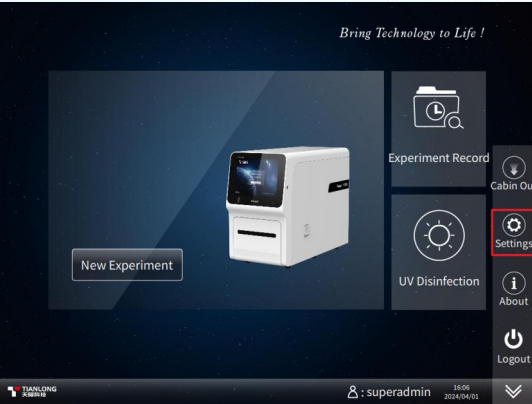 Bring Technology to Life !
Experiment Record
Cabin Ou
Settings
New Experiment
UV Disinfection
About
Logout
TIANLONG
天隆科技
: superadmin
16:06
2024/04/01